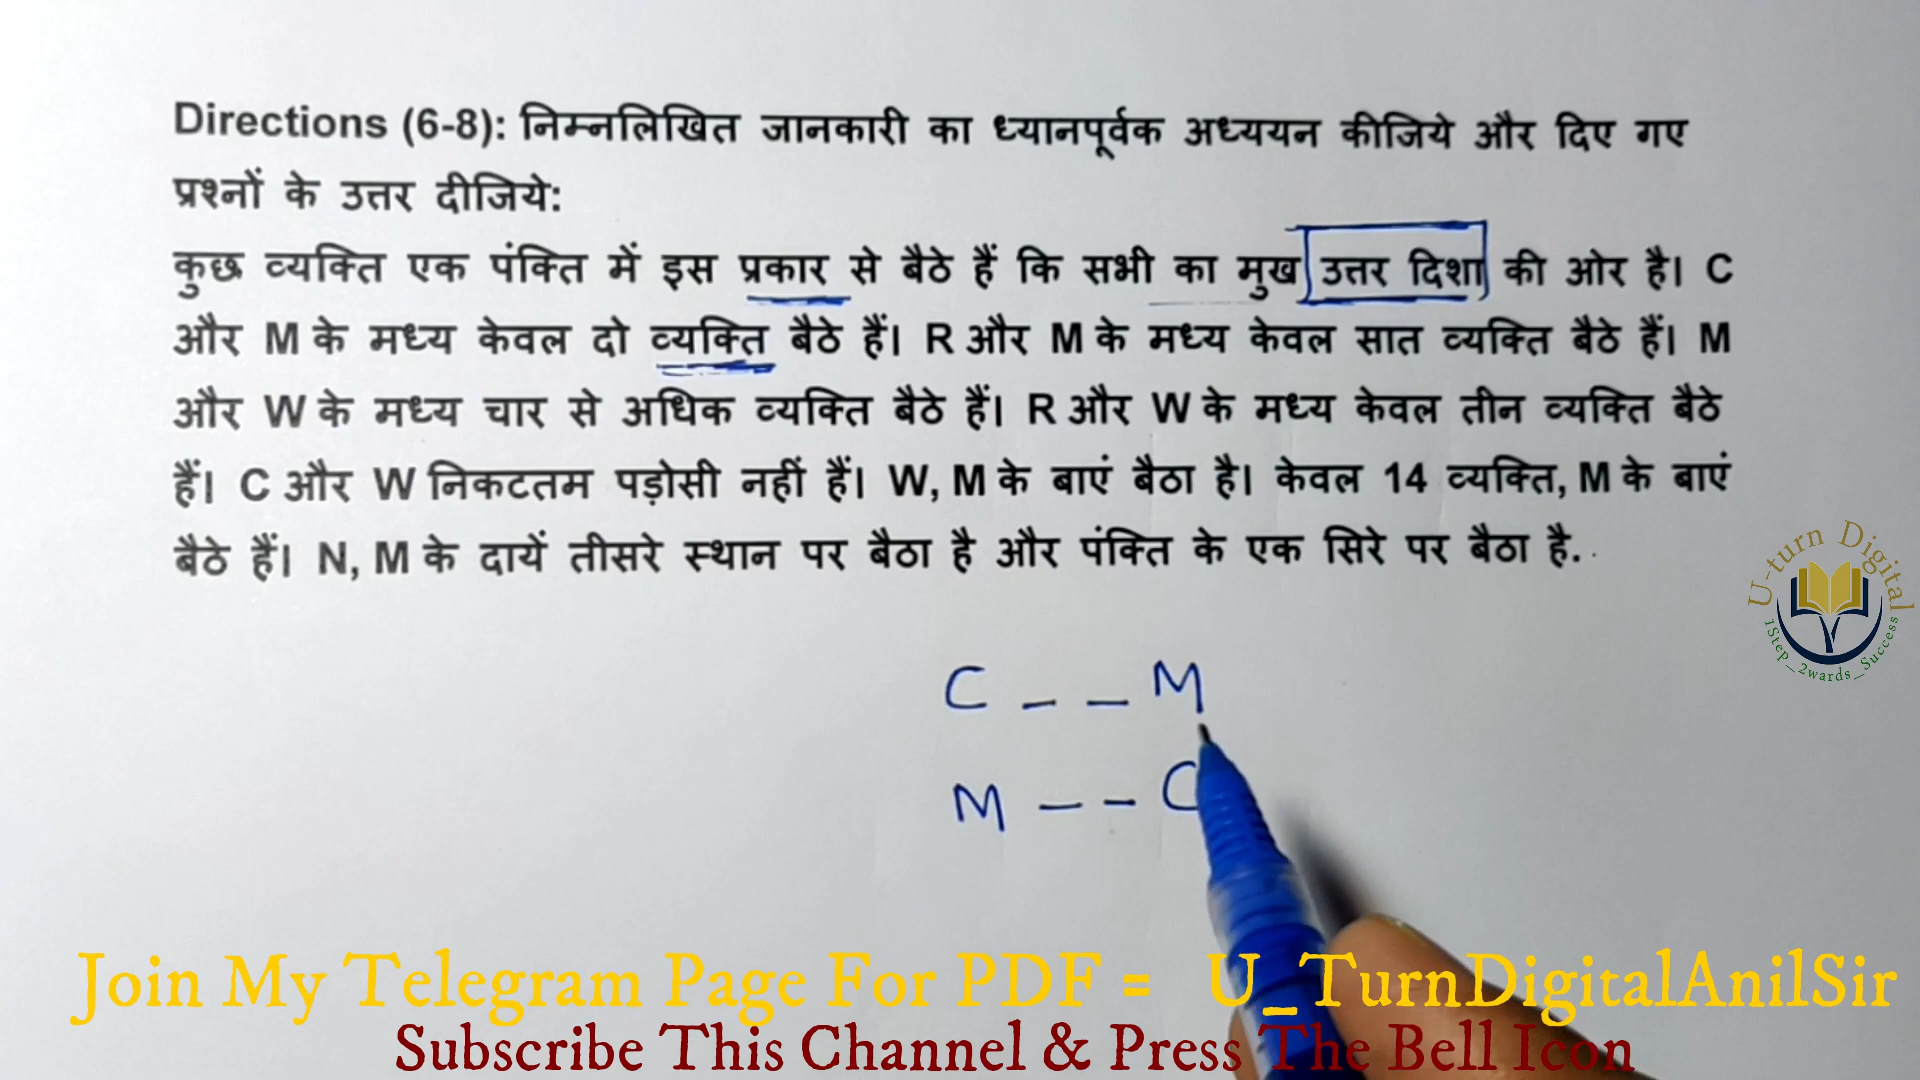 Directions (6-8): निम्नलिखित जानकारी का ध्यानपूर्वक अध्ययन कीजिये और दिए गए
प्रश्नों के उत्तर दीजिये:
कुछ व्यक्ति एक पंक्ति में इस प्रकार से बैठे हैं कि सभी का मुख उत्तर दिशा की ओर है। C
और M के मध्य केवल दो व्यक्ति बैठे हैं। R और M के मध्य केवल सात व्यक्ति बैठे हैं। M
और W के मध्य चार से अधिक व्यक्ति बैठे हैं। R और W के मध्य केवल तीन व्यक्ति बैठे
हैं। C और W निकटतम पड़ोसी नहीं हैं। W, M के बाएं बैठा है। केवल 14 व्यक्ति, M के बाएं
बैठे हैं। N, M के दायें तीसरे स्थान पर बैठा है और पंक्ति के एक सिरे पर बैठा है.
U-turn Digital
1Step_2wards_Success
C _ _ M
M - - C
Join My Telegram Page For PDF = U_TurnDigitalAnilSir
Subscribe This Channel & Press The Bell Icon